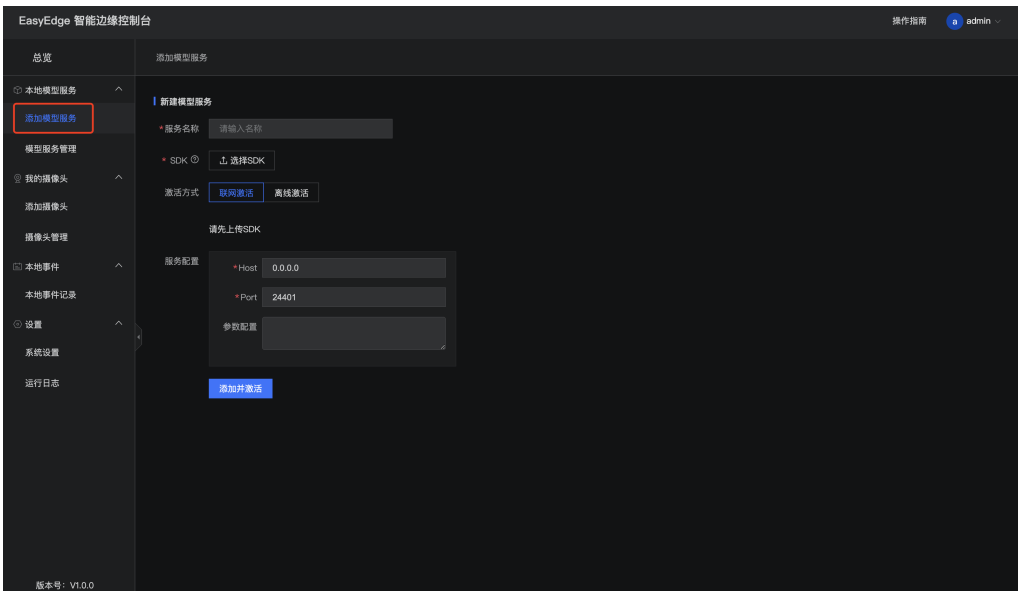 EasyEdge 智能边缘控制台
操作指南
a admin
总览
添加模型服务
本地模型服务
添加模型服务
模型服务管理
我的摄像头
添加摄像头
摄像头管理
本地事件
本地事件记录
设置
系统设置
运行日志
版本号: V1.0.0
新建模型服务
*服务名称 请输入名称
* SDK ? 选择SDK
激活方式 联网激活 离线激活
请先上传SDK
服务配置
*Host 0.0.0.0
*Port 24401
参数配置
添加并激活